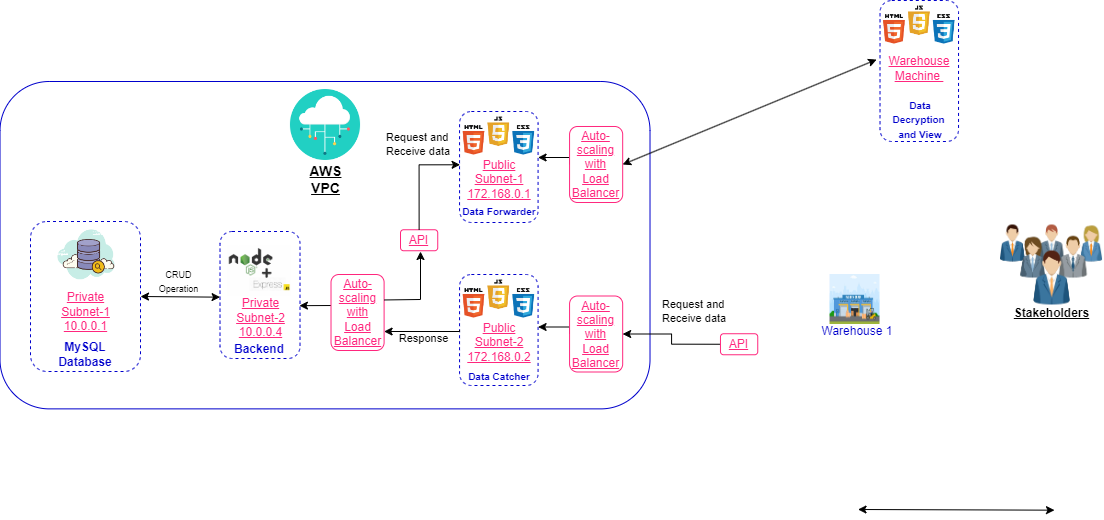 HTML
JS
CSS
Warehouse
Machine
Data
Decryption
and View
AWS
VPC
Request and
Receive data
HTML
JS
CSS
Public
Subnet-1
172.168.0.1
Data Forwarder
Auto-
scaling
with
Load
Balancer
API
Private
Subnet-1
10.0.0.1
MySQL
Database
CRUD
Operation
node
JS
+
Express
Private
Subnet-2
10.0.0.4
Backend
Auto-
scaling
with
Load
Balancer
Response
HTML
JS
CSS
Public
Subnet-2
172.168.0.2
Data Catcher
Auto-
scaling
with
Load
Balancer
Request and
Receive data
API
Warehouse 1
Stakeholders